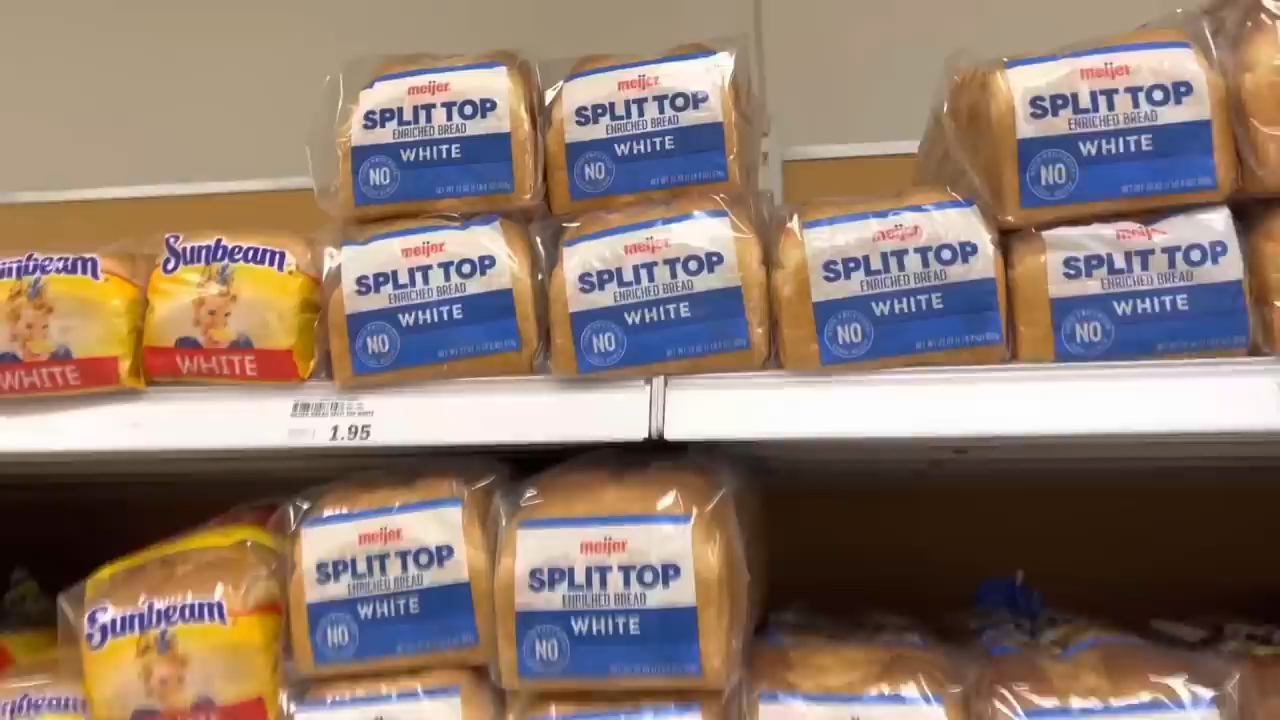 meijer
SPLIT TOP
ENRICHED BREAD
WHITE
NO
meijer
SPLIT TOP
ENRICHED BREAD
WHITE
NO
meijer
SPLIT TOP
ENRICHED BREAD
WHITE
NO
Sunbeam
WHITE
Sunbeam
WHITE
meijer
SPLIT TOP
ENRICHED BREAD
WHITE
NO
meijer
SPLIT TOP
ENRICHED BREAD
WHITE
NO
meijer
SPLIT TOP
ENRICHED BREAD
WHITE
NO
meijer
SPLIT TOP
ENRICHED BREAD
WHITE
NO
1.95
Sunbeam
meijer
SPLIT TOP
ENRICHED BREAD
WHITE
NO
meijer
SPLIT TOP
ENRICHED BREAD
WHITE
NO